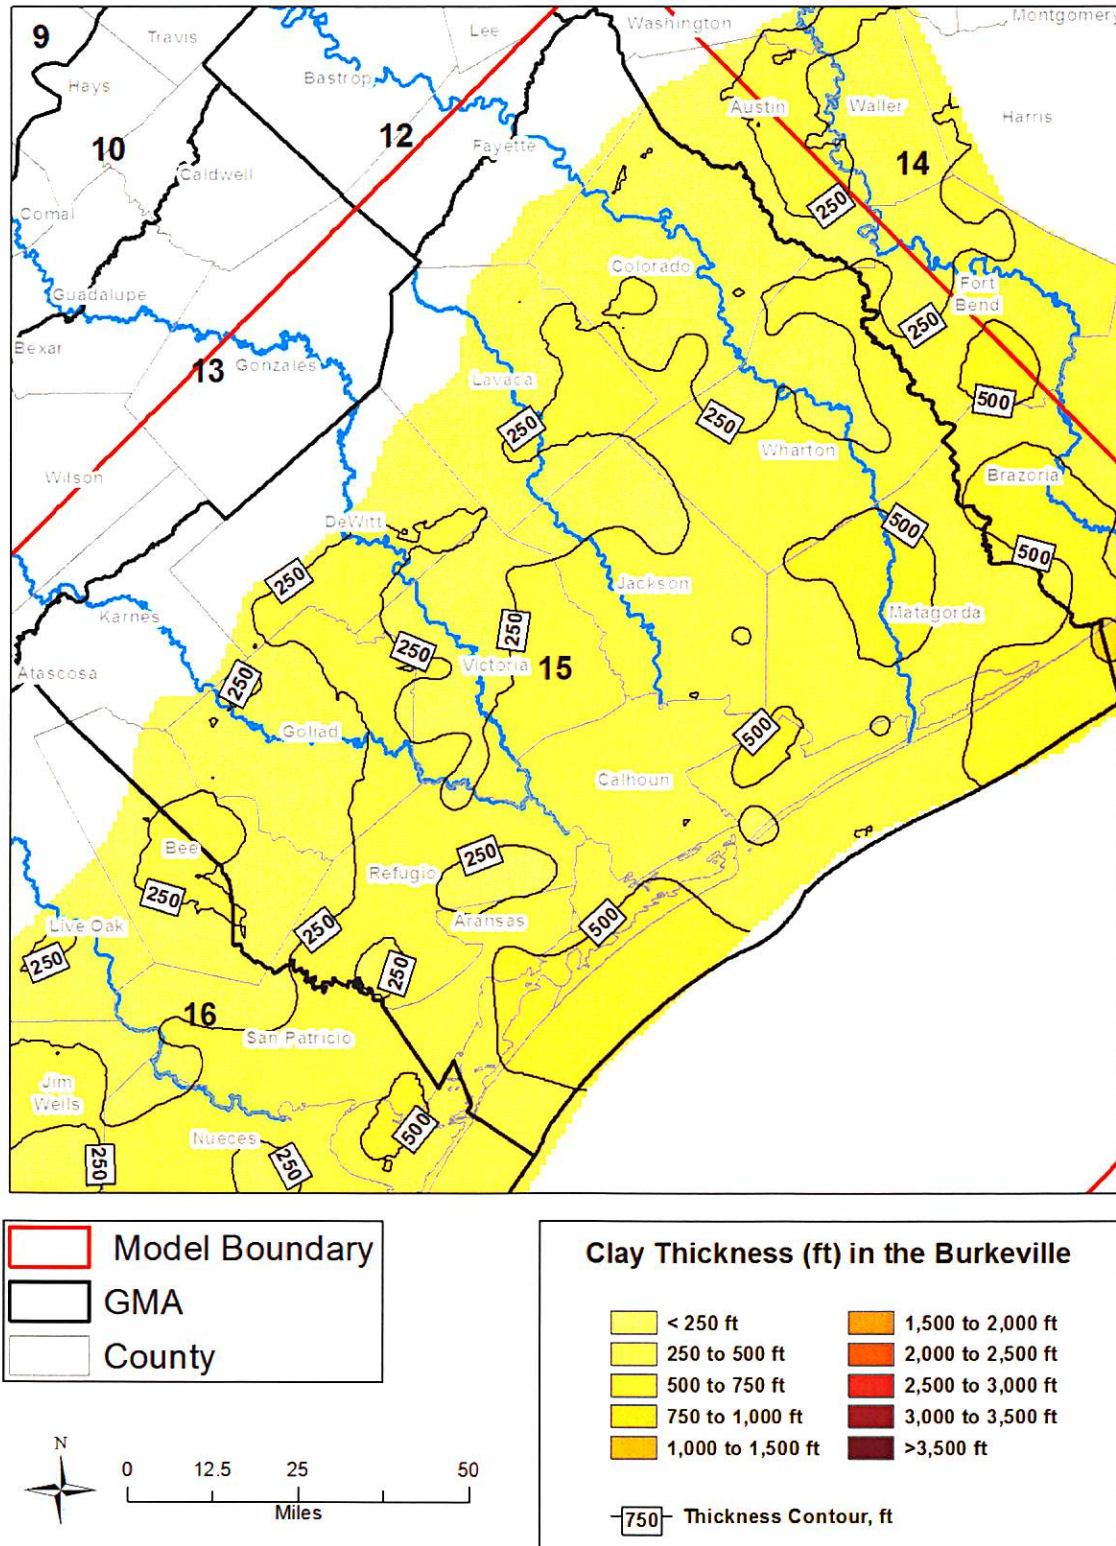 9
Travis
Lee
Washington
Montgomery
Hays
Bastrop
Austin
Waller
Harris
10
12
Fayette
14
Caldwell
Comal
250
Colorado
Guadalupe
Fort
Bend
250
Bexar
13
Gonzales
Lavaca
500
250
250
Wharton
Wilson
Brazoria
DeWitt
500
500
250
Jackson
Karnes
250
Matagorda
250
Victoria
15
Atascosa
250
Goliad
500
Calhoun
Bee
250
Refugio
250
Aransas
500
Live Oak
250
250
250
16
San Patricio
Jim
Wells
500
Nueces
250
250
Model Boundary
GMA
County
N
0 12.5 25 50
Miles
Clay Thickness (ft) in the Burkeville
< 250 ft
250 to 500 ft
500 to 750 ft
750 to 1,000 ft
1,000 to 1,500 ft
1,500 to 2,000 ft
2,000 to 2,500 ft
2,500 to 3,000 ft
3,000 to 3,500 ft
>3,500 ft
750 Thickness Contour, ft